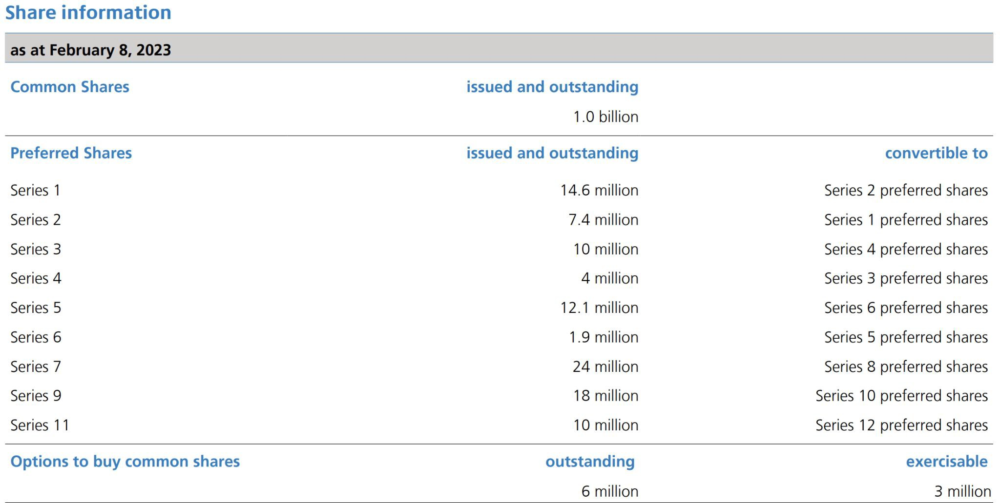 Share information
as at February 8, 2023
Common Shares issued and outstanding
1.0 billion
Preferred Shares issued and outstanding convertible to
Series 1 14.6 million Series 2 preferred shares
Series 2 7.4 million Series 1 preferred shares
Series 3 10 million Series 4 preferred shares
Series 4 4 million Series 3 preferred shares
Series 5 12.1 million Series 6 preferred shares
Series 6 1.9 million Series 5 preferred shares
Series 7 24 million Series 8 preferred shares
Series 9 18 million Series 10 preferred shares
Series 11 10 million Series 12 preferred shares
Options to buy common shares outstanding exercisable
6 million 3 million